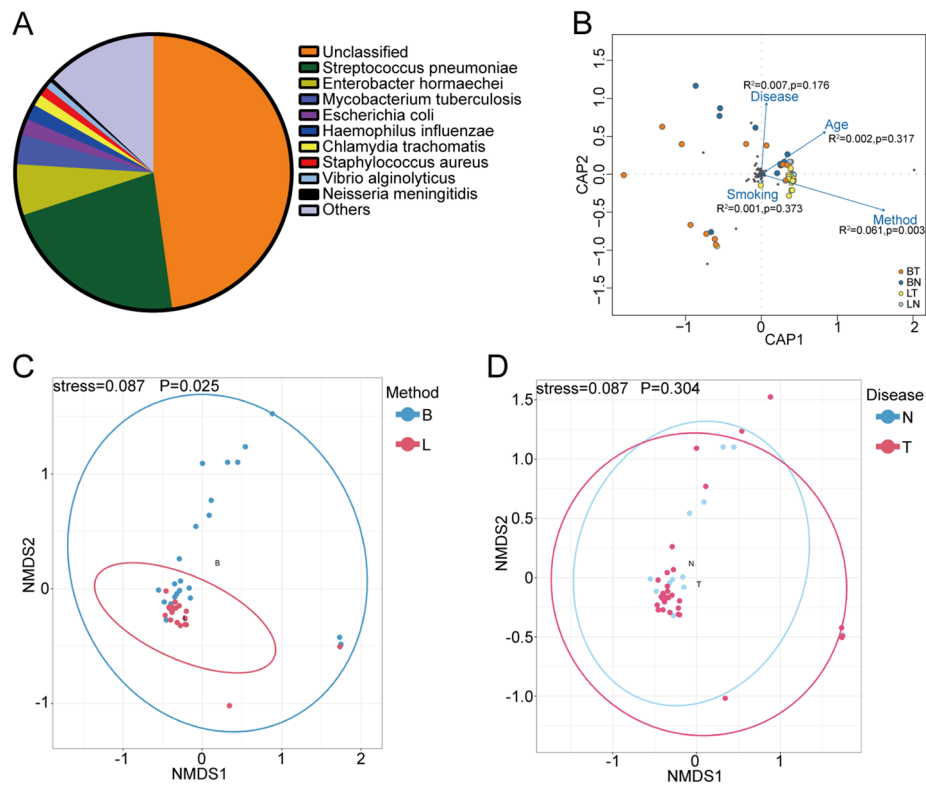 A
Unclassified
Streptococcus pneumoniae
Enterobacter hormaechei
Mycobacterium tuberculosis
Escherichia coli
Haemophilus influenzae
Chlamydia trachomatis
Staphylococcus aureus
Vibrio alginolyticus
Neisseria meningitidis
Others
B
CAP2
1.5
1.0
0.5
0.0
−0.5
−1.0
−1.5
R²=0.007,p=0.176
Disease
Age
R²=0.002,p=0.317
Smoking
R²=0.001,p=0.373
Method
R²=0.061,p=0.003
BT
BN
LT
LN
−1
0
1
2
CAP1
C
stress=0.087 P=0.025
Method
B
L
NMDS2
1
0
-1
B
-1
0
1
2
NMDS1
D
stress=0.087 P=0.304
Disease
N
T
NMDS2
1.5
1.0
0.5
0
-0.5
-1.0
N
T
-1
0
1
2
NMDS1